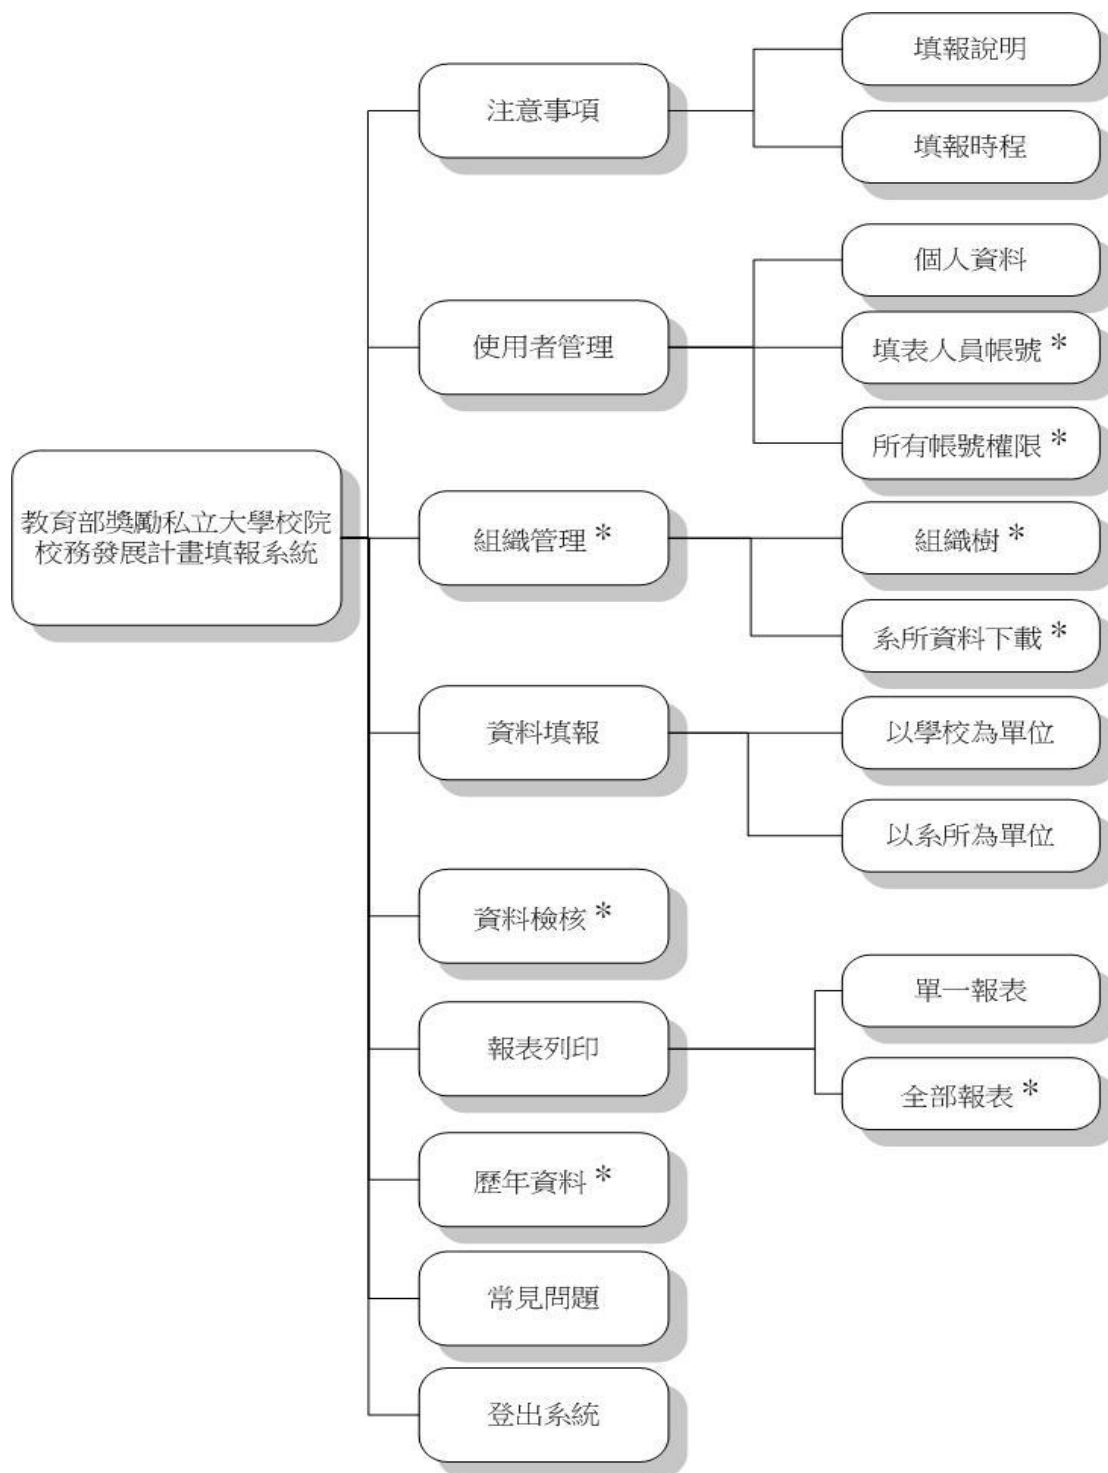 教育部獎勵私立大學校院
校務發展計畫填報系統
注意事項
填報說明
填報時程
使用者管理
個人資料
填表人員帳號*
所有帳號權限*
組織管理*
組織樹*
系所資料下載*
資料填報
以學校為單位
以系所為單位
資料檢核*
報表列印
單一報表
全部報表*
歷年資料*
常見問題
登出系統